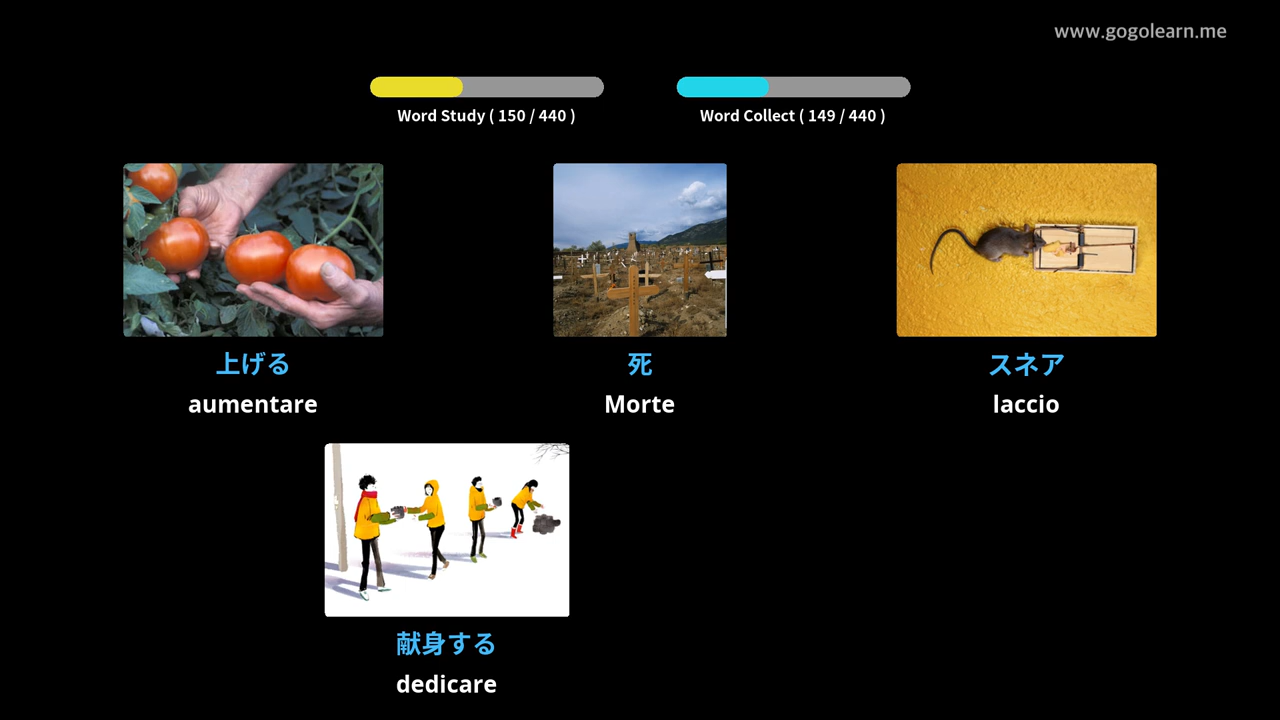 www.gogolearn.me
Word Study ( 150 / 440 )
Word Collect ( 149 / 440 )
上げる
aumentare
死
Morte
スネア
laccio
献身する
dedicare